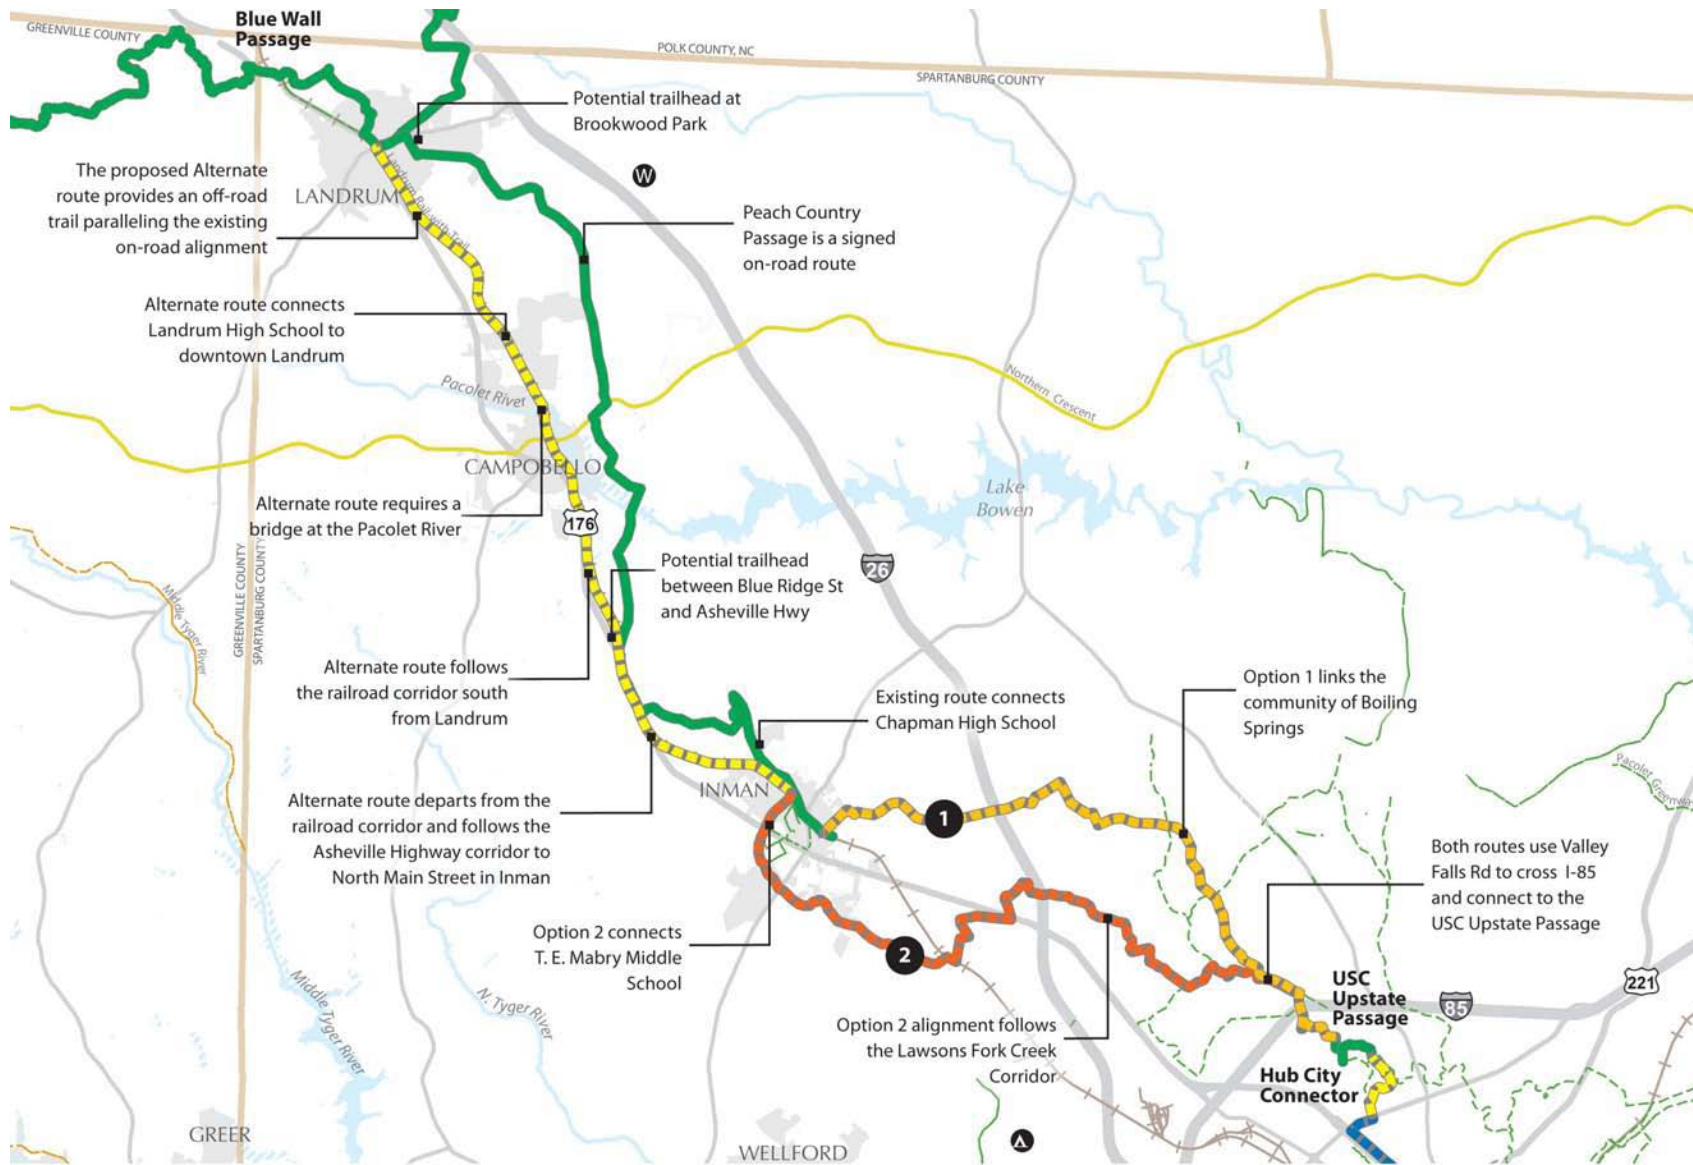 Blue Wall
Passage
GREENVILLE COUNTY
POLK COUNTY, NC
SPARTANBURG COUNTY
Potential trailhead at
Brookwood Park
The proposed Alternate
route provides an off-road
trail paralleling the existing
on-road alignment
LANDRUM
Landrum Rail with Trail
W
Peach Country
Passage is a signed
on-road route
Alternate route connects
Landrum High School to
downtown Landrum
Pacolet River
Northern Crescent
CAMPOBELLO
Alternate route requires a
bridge at the Pacolet River
176
Lake
Bowen
26
Potential trailhead
between Blue Ridge St
and Asheville Hwy
GREENVILLE COUNTY
SPARTANBURG COUNTY
Middle Tyger River
Alternate route follows
the railroad corridor south
from Landrum
Existing route connects
Chapman High School
Option 1 links the
community of Boiling
Springs
Pacolet Greenway
INMAN
Alternate route departs from the
railroad corridor and follows the
Asheville Highway corridor to
North Main Street in Inman
1
Both routes use Valley
Falls Rd to cross I-85
and connect to the
USC Upstate Passage
Option 2 connects
T. E. Mabry Middle
School
2
Middle Tyger River
N. Tyger River
USC
Upstate
Passage
85
221
Option 2 alignment follows
the Lawsons Fork Creek
Corridor
Hub City
Connector
GREER
WELLFORD